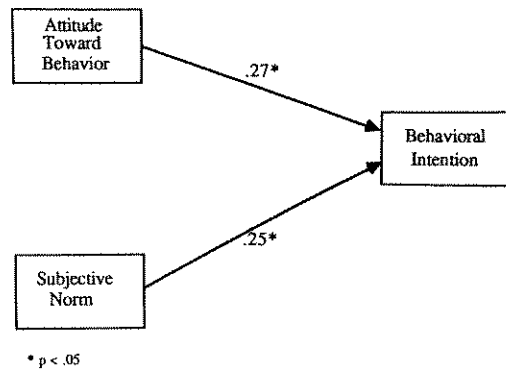 Attitude
Toward
Behavior
.27*
Behavioral
Intention
.25*
Subjective
Norm
* p < .05